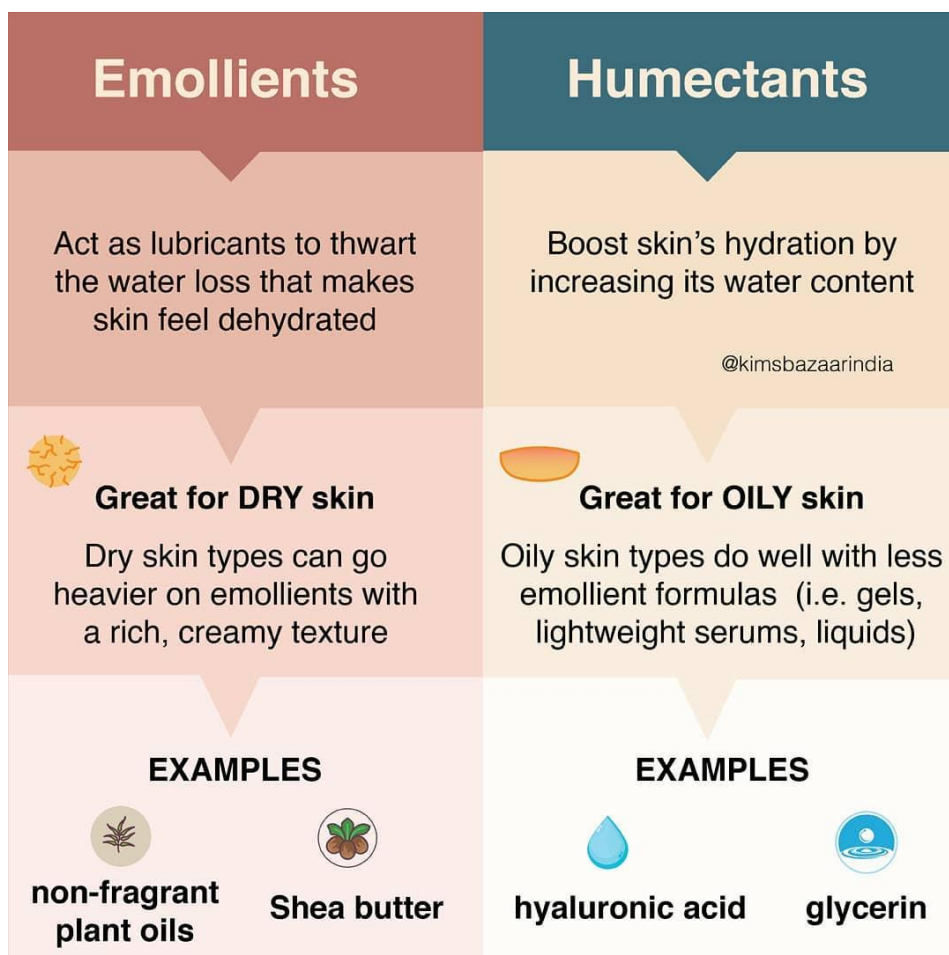 Emollients
Act as lubricants to thwart
the water loss that makes
skin feel dehydrated
Great for DRY skin
Dry skin types can go
heavier on emollients with
a rich, creamy texture
EXAMPLES
non-fragrant
plant oils
Shea butter
Humectants
Boost skin's hydration by
increasing its water content
@kimsbazaarindia
Great for OILY skin
Oily skin types do well with less
emollient formulas (i.e. gels,
lightweight serums, liquids)
EXAMPLES
hyaluronic acid
glycerin